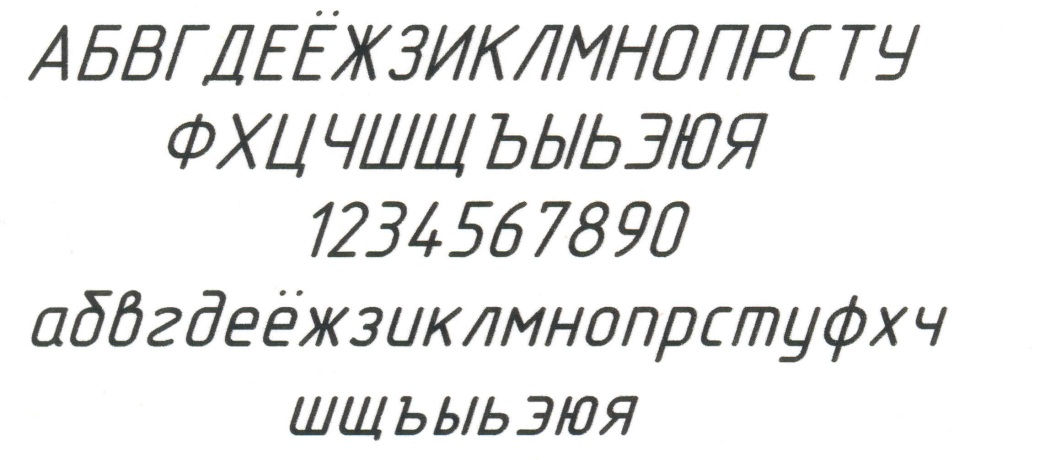 АБВГДЕЁЖЗИКЛМНОПРСТУ
ФХЦЧШЩЪЫЬЭЮЯ
1234567890
абвгдеёжзиклмнопрстуфхч
шщъыьэюя